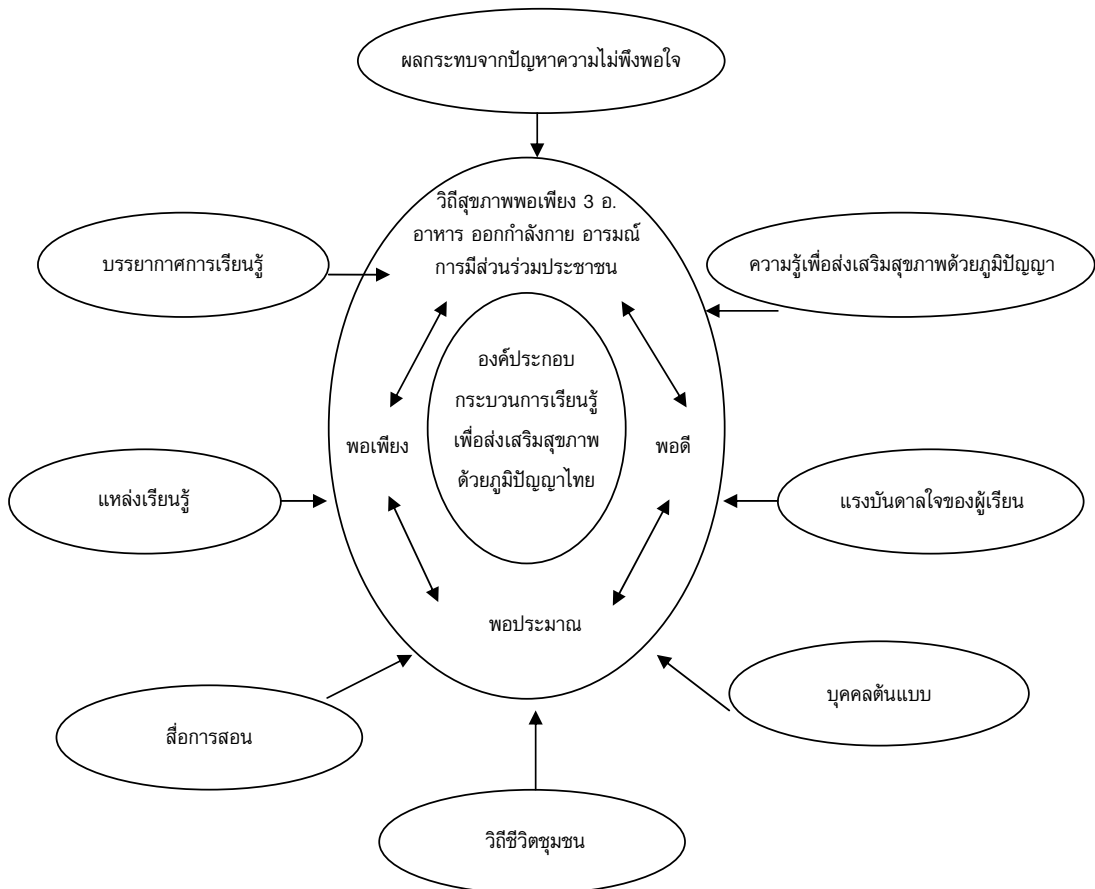 ผลกระทบจากปัญหาความไม่พึงพอใจ
วิถีสุขภาพพอเพียง 3 อ.
อาหาร ออกกำลังกาย อารมณ์
การมีส่วนร่วมประชาชน
บรรยากาศการเรียนรู้
ความรู้เพื่อส่งเสริมสุขภาพด้วยภูมิปัญญา
องค์ประกอบ
กระบวนการเรียนรู้
เพื่อส่งเสริมสุขภาพ
ด้วยภูมิปัญญาไทย
พอเพียง
พอดี
แหล่งเรียนรู้
แรงบันดาลใจของผู้เรียน
พอประมาณ
สื่อการสอน
บุคคลต้นแบบ
วิถีชีวิตชุมชน